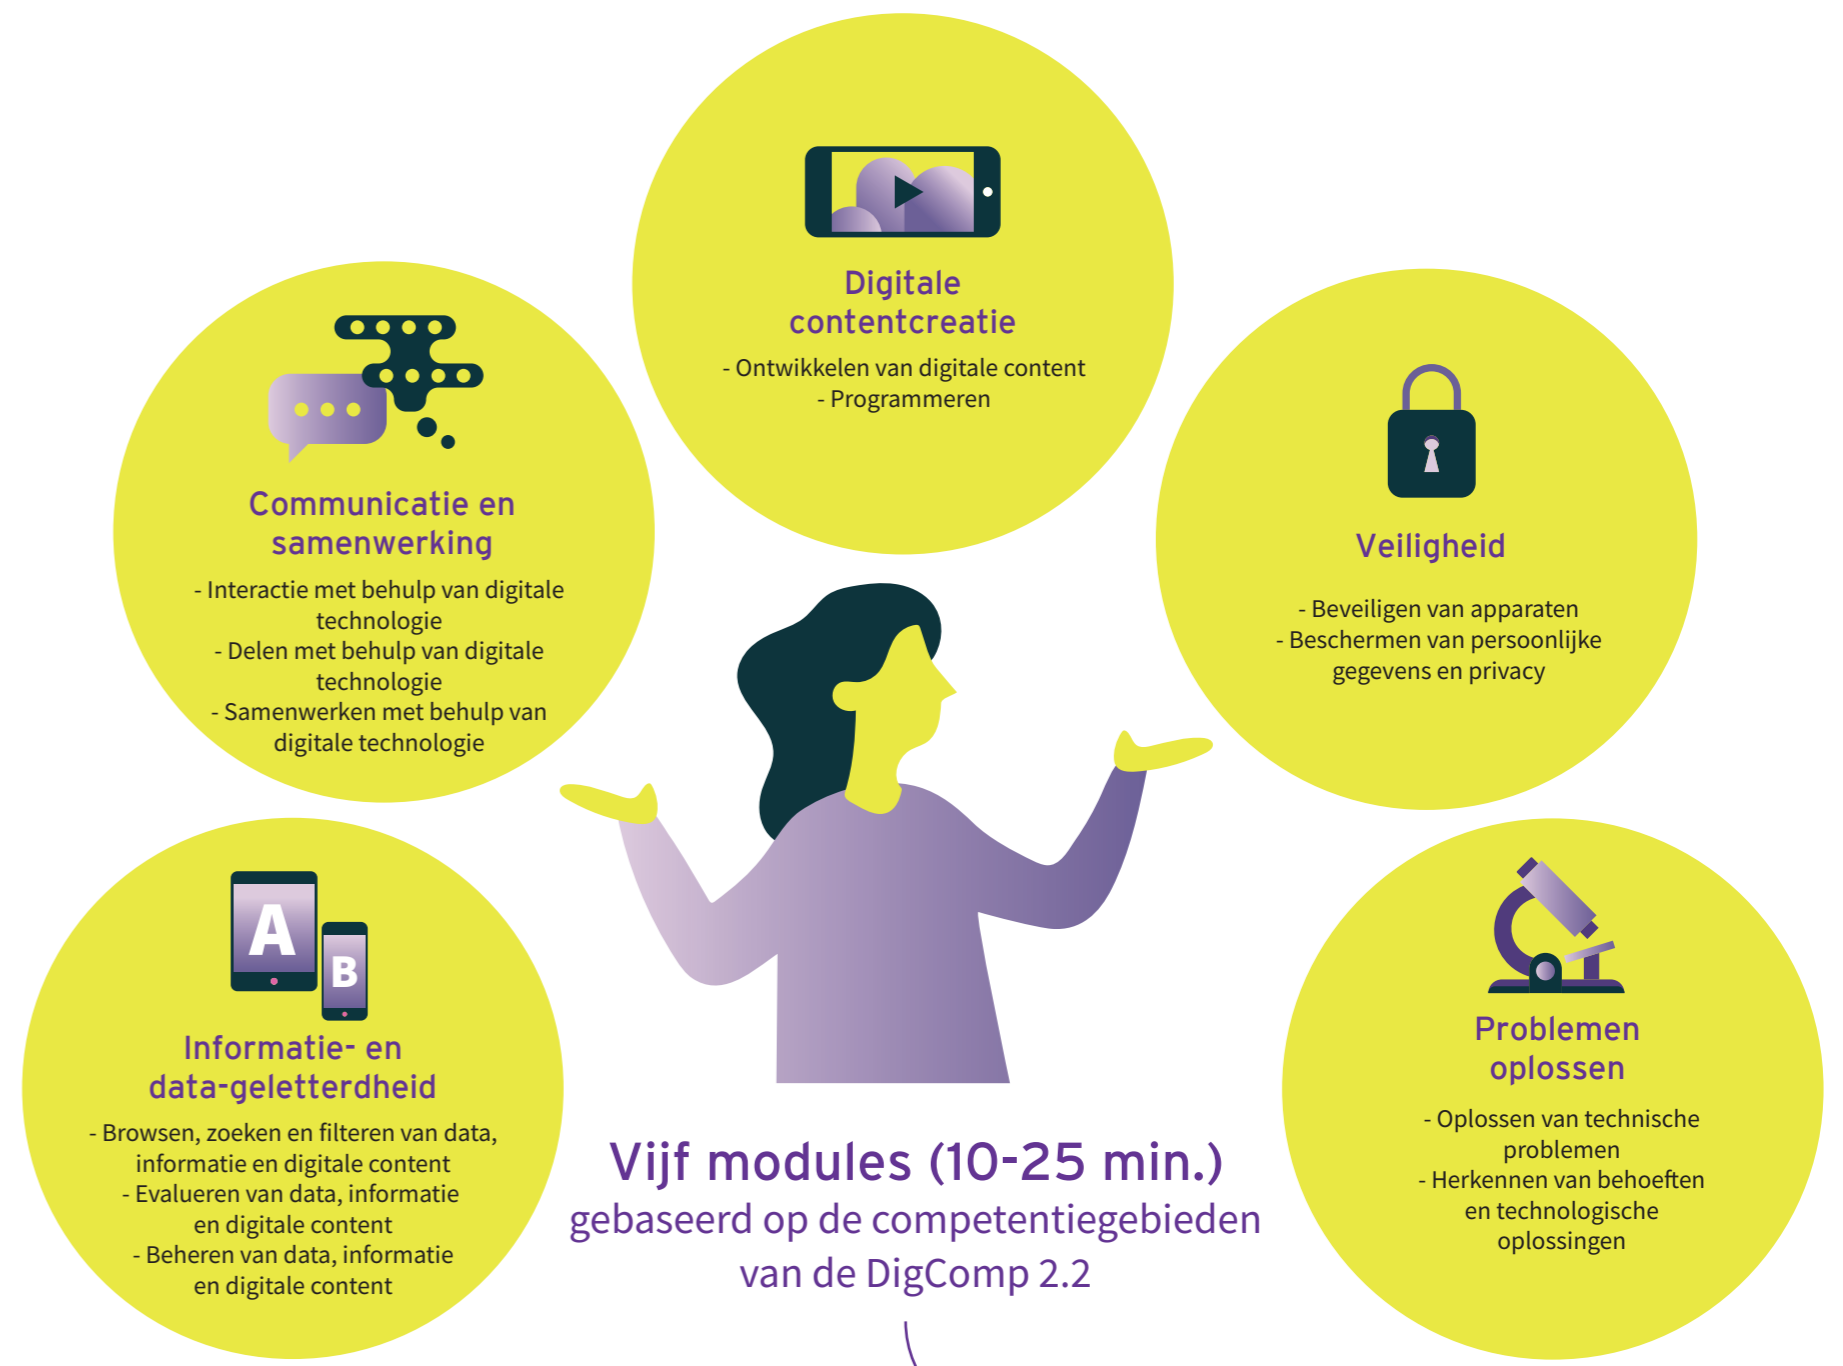 Digitale
contentcreatie
- Ontwikkelen van digitale content
- Programmeren
Communicatie en
samenwerking
- Interactie met behulp van digitale
technologie
- Delen met behulp van digitale
technologie
- Samenwerken met behulp van
digitale technologie
Veiligheid
- Beveiligen van apparaten
- Beschermen van persoonlijke
gegevens en privacy
A
B
Informatie- en
data-geletterdheid
- Browsen, zoeken en filteren van data,
informatie en digitale content
- Evalueren van data, informatie
en digitale content
- Beheren van data, informatie
en digitale content
Problemen
oplossen
- Oplossen van technische
problemen
- Herkennen van behoeften
en technologische
oplossingen
Vijf modules (10-25 min.)
gebaseerd op de competentiegebieden
van de DigComp 2.2